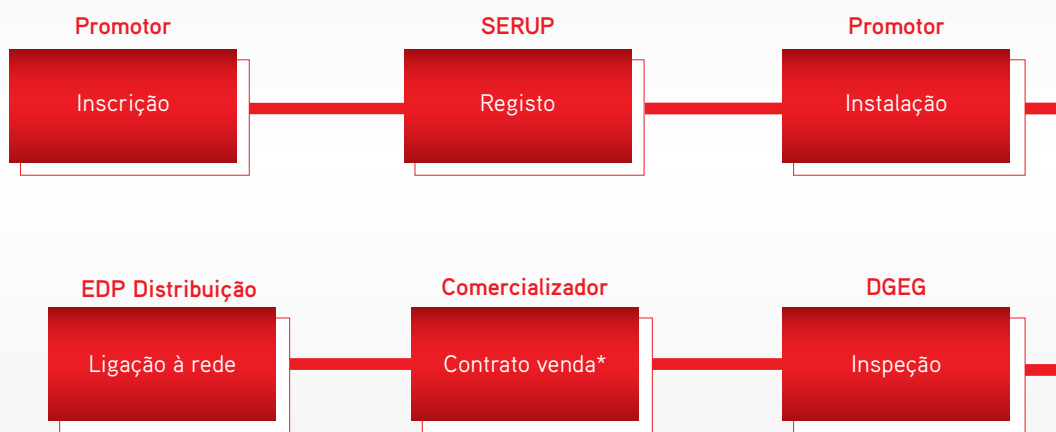 Promotor
SERUP
Promotor
Inscrição
Registo
Instalação
EDP Distribuição
Comercializador
DGEG
Ligação à rede
Contrato venda*
Inspeção